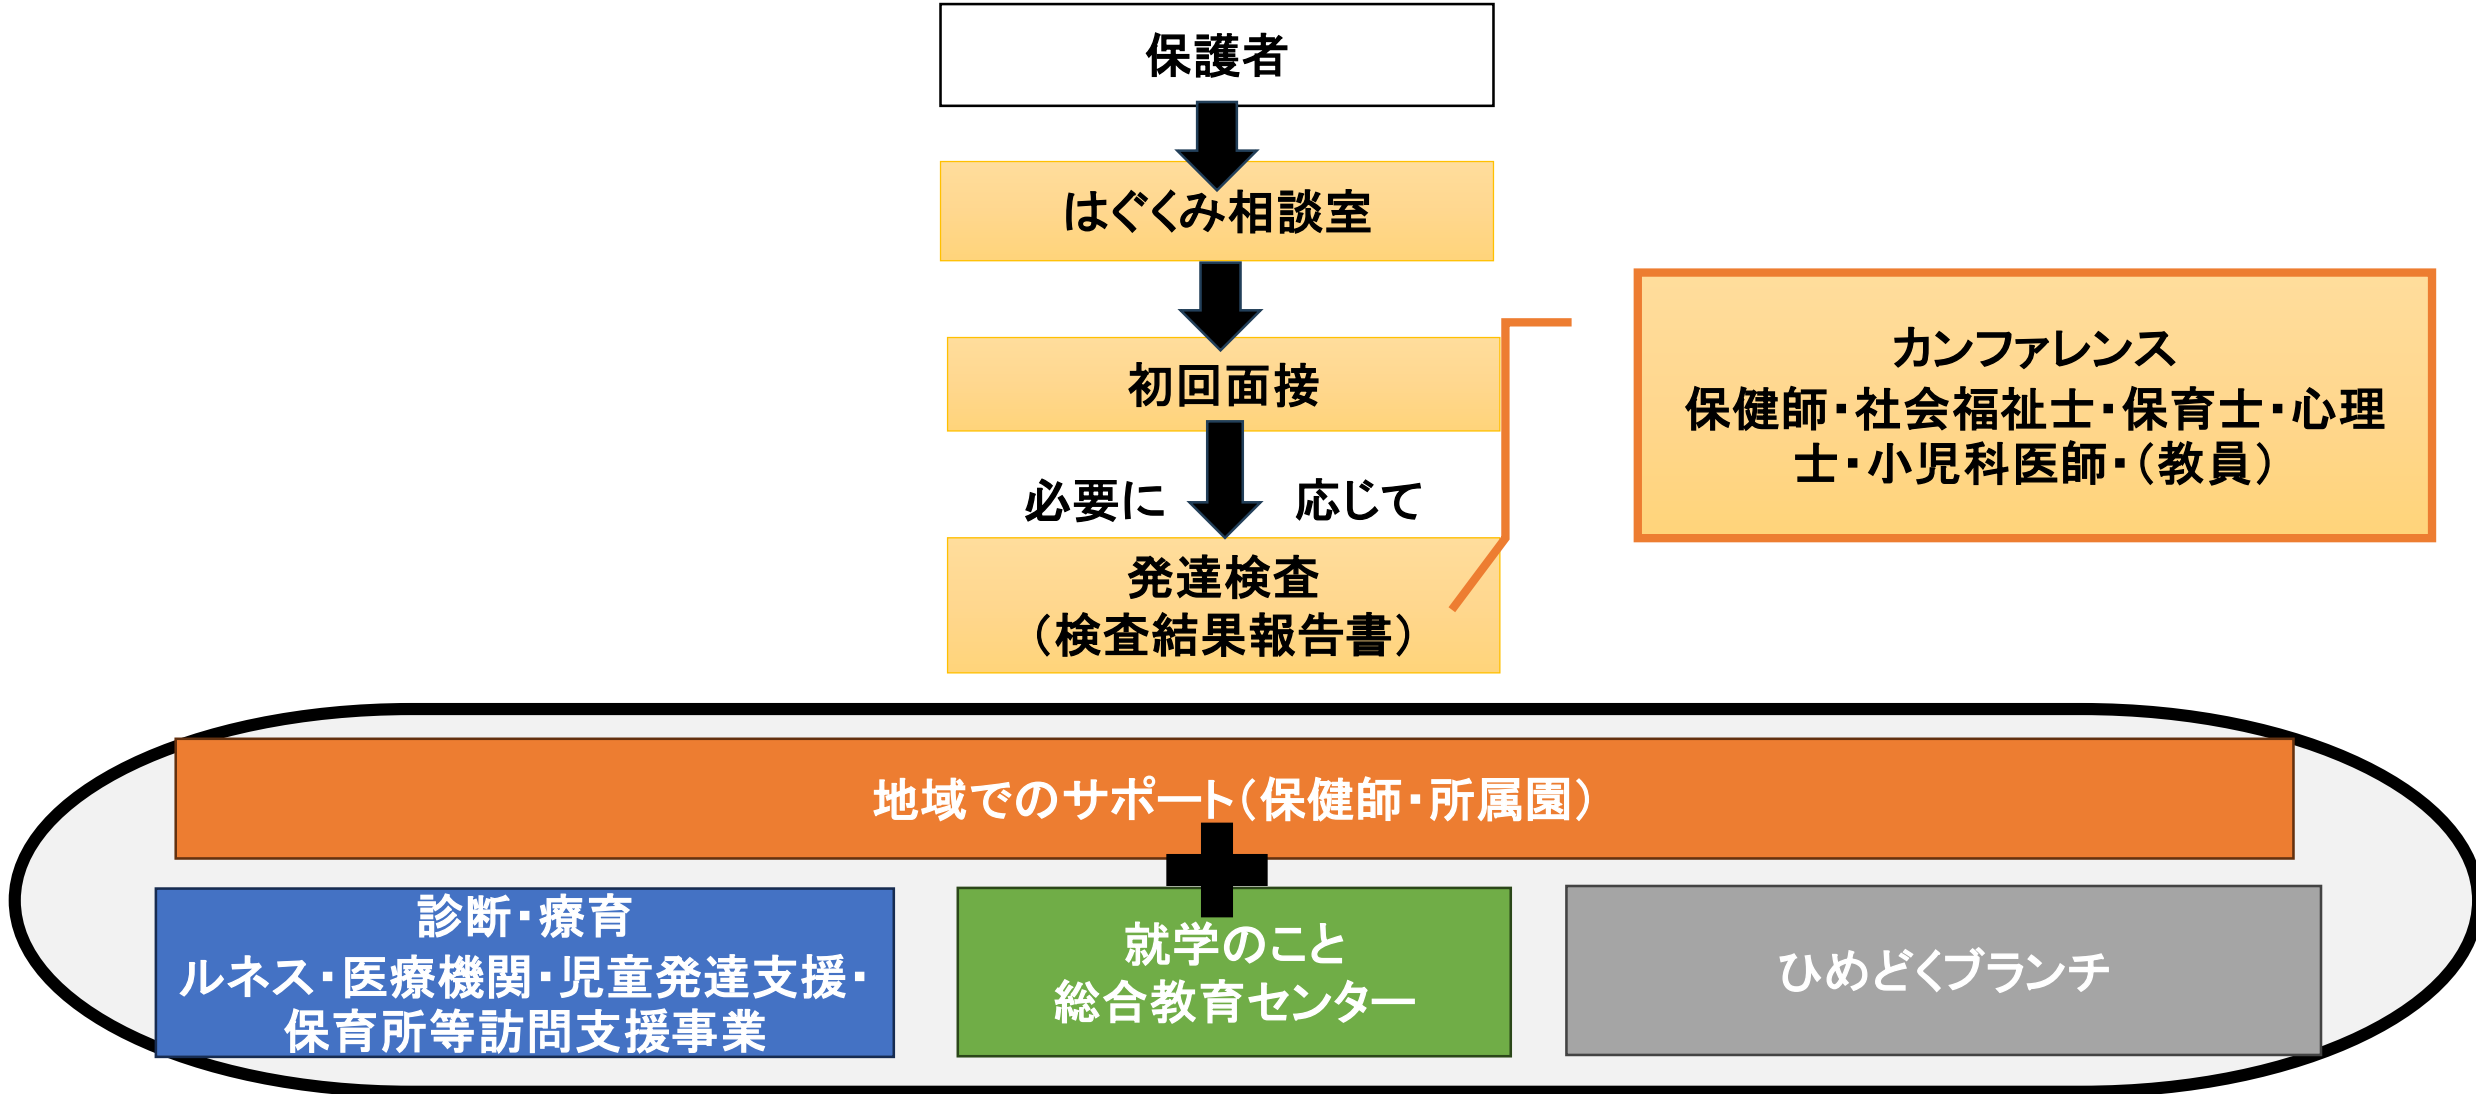 保護者
はぐくみ相談室
初回面接
必要に　応じて
発達検査
（検査結果報告書）
カンファレンス
保健師・社会福祉士・保育士・心理
士・小児科医師・（教員）
地域でのサポート（保健師・所属園）
診断・療育
ルネス・医療機関・児童発達支援・
保育所等訪問支援事業
就学のこと
総合教育センター
ひめどくブランチ